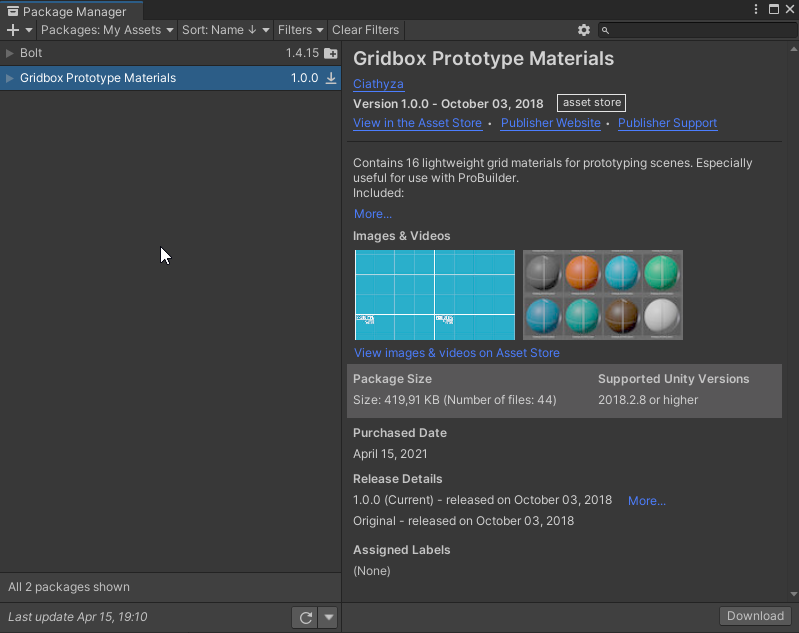 Package Manager
Packages: My Assets
Sort: Name ↓
Filters
Clear Filters
Bolt
1.4.15
Gridbox Prototype Materials
1.0.0
All 2 packages shown
Last update Apr 15, 19:10
Gridbox Prototype Materials
Ciathyza
Version 1.0.0 - October 03, 2018 asset store
View in the Asset Store • Publisher Website • Publisher Support
Contains 16 lightweight grid materials for prototyping scenes. Especially
useful for use with ProBuilder.
Included:
More...
Images & Videos
View images & videos on Asset Store
Package Size
Size: 419,91 KB (Number of files: 44)
Supported Unity Versions
2018.2.8 or higher
Purchased Date
April 15, 2021
Release Details
1.0.0 (Current) - released on October 03, 2018 More...
Original - released on October 03, 2018
Assigned Labels
(None)
Download